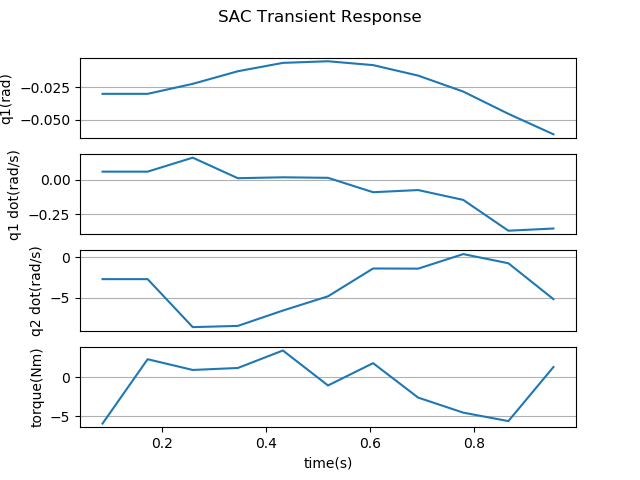 SAC Transient Response
q1(rad)
−0.025
−0.050
q1 dot(rad/s)
0.00
−0.25
q2 dot(rad/s)
0
−5
torque(Nm)
0
−5
0.2 0.4 0.6 0.8
time(s)